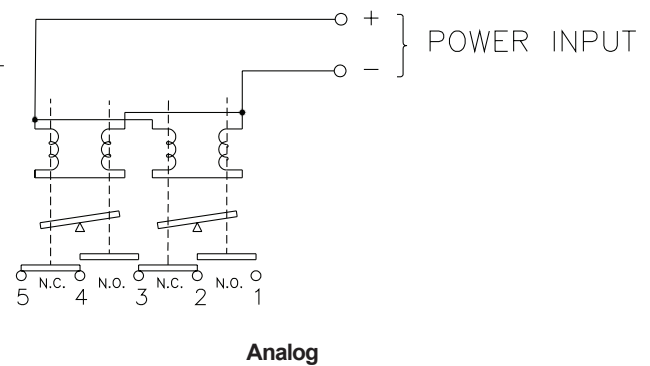 +
POWER INPUT
−
N.C. N.O. N.C. N.O.
5 4 3 2 1
Analog